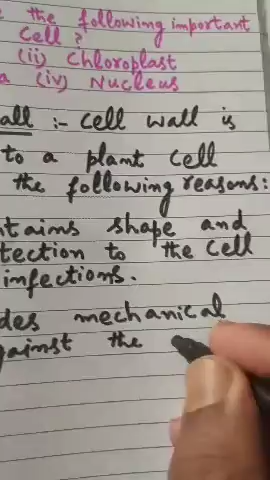 the following important
cell?
(ii) Chloroplast
a (iv) Nucleus
all :- cell wall is
to a plant cell
the following reasons:
tains shape and
tection to the cell
infections.
des mechanical
gainst the